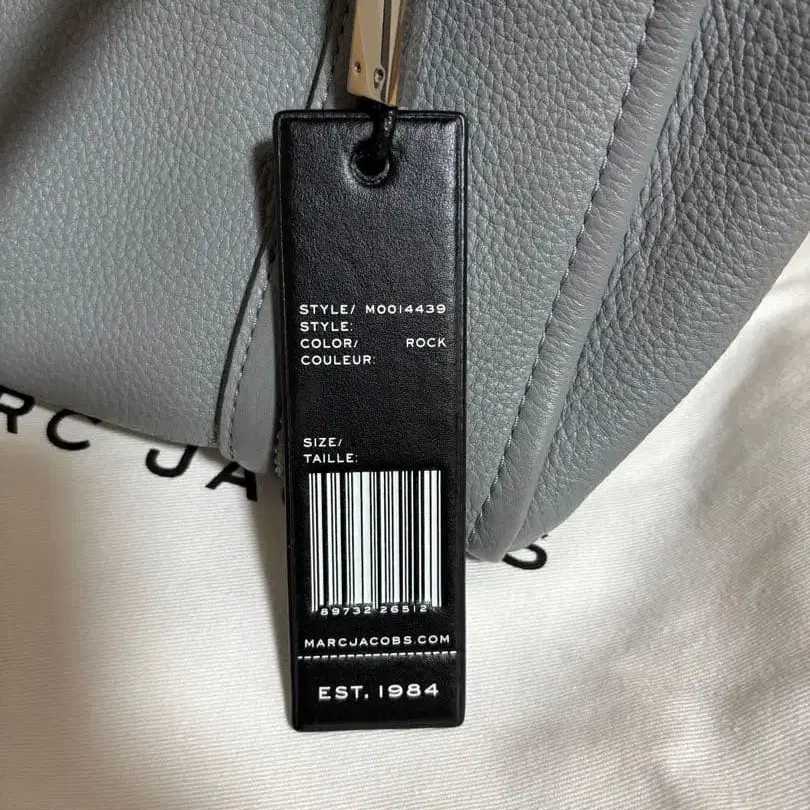 STYLE/ M0014439
STYLE:
COLOR/ ROCK
COULEUR:
SIZE/
TAILLE:
89732 26512
MARCJACOBS.COM
EST. 1984
RC JA
S